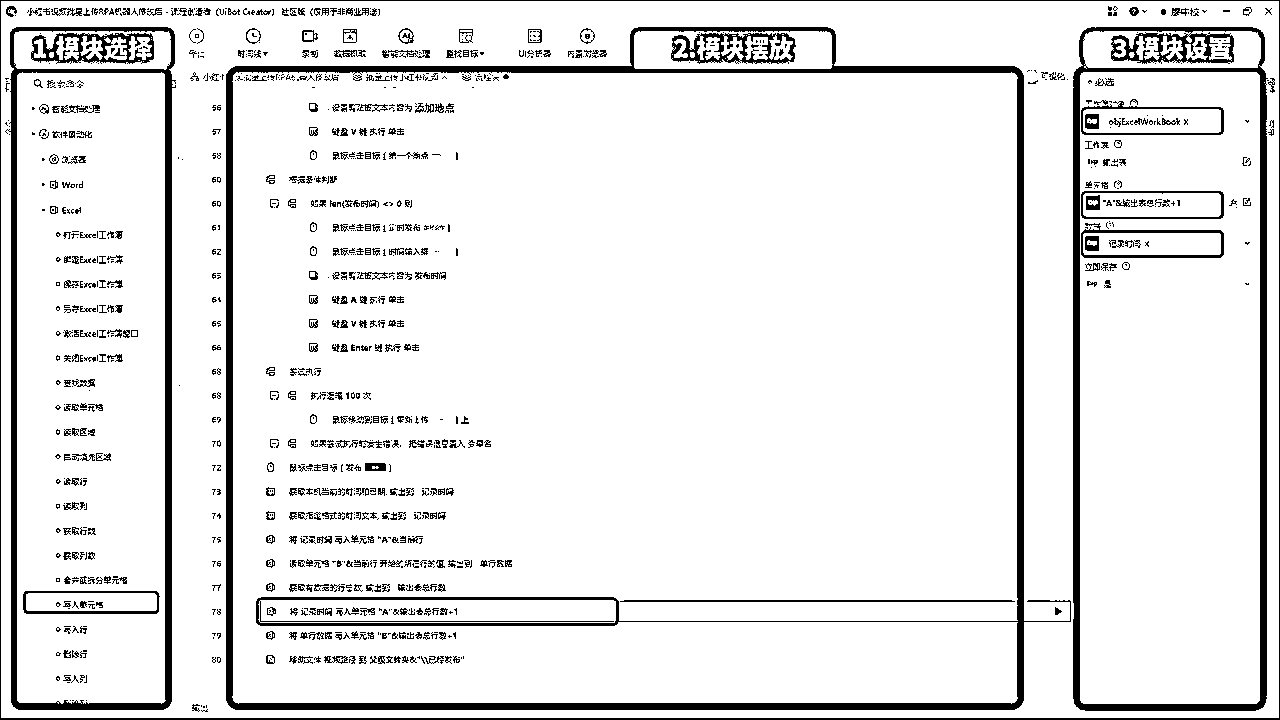 小红书视频批量上传RPA机器人修改后 - 流程创造者（UiBot Creator） 社区版（仅用于非商业用途）
1.模块选择
2.模块摆放
3.模块设置
时间线
录制
数据抓取
智能文档处理
查找目标
UI分析器
内置浏览器
可视化
搜索命令
智能文档处理
软件自动化
浏览器
Word
Excel
打开Excel工作簿
绑定Excel工作簿
保存Excel工作簿
另存Excel工作簿
激活Excel工作簿窗口
关闭Excel工作簿
查找数据
读取单元格
读取区域
自动填充区域
读取行
读取列
获取行数
获取列数
合并或拆分单元格
写入单元格
写入行
删除行
写入列
56 设置剪贴板文本内容为 添加地点
57 键盘 V 键 执行 单击
58 鼠标点击目标
60 根据条件判断
60 如果 len(发布时间) <> 0 则
61 鼠标点击目标 [ 定时发布
62 鼠标点击目标 [ 时间输入框
63 设置剪贴板文本内容为 发布时间
64 键盘 A 键 执行 单击
65 键盘 V 键 执行 单击
66 键盘 Enter 键 执行 单击
68 尝试执行
68 执行逻辑 100 次
69 鼠标移动到目标 [ 重新上传 ] 上
70 如果尝试执行时发生错误，把错误信息置入
72 鼠标点击目标 [ 发布 ]
73 获取本机当前的时间和日期, 输出到 记录时间
74 获取指定格式的时间文本, 输出到 记录时间
75 将 记录时间 写入单元格 "A"&当前行
76 读取单元格 "B"&当前行 开始的所在行的值, 输出到 单行数据
77 获取有数据的行总数, 输出到 输出表总行数
78 将 记录时间 写入单元格 "A"&输出表总行数+1
79 将 单行数据 写入单元格 "B"&输出表总行数+1
80 移动文件 视频路径 到 父级文件夹&"\\已经发布"
输出
必选
工作簿对象
objExcelWorkBook X
工作表
输出表
单元格
"A"&输出表总行数+1
数据
记录时间 X
立即保存
是